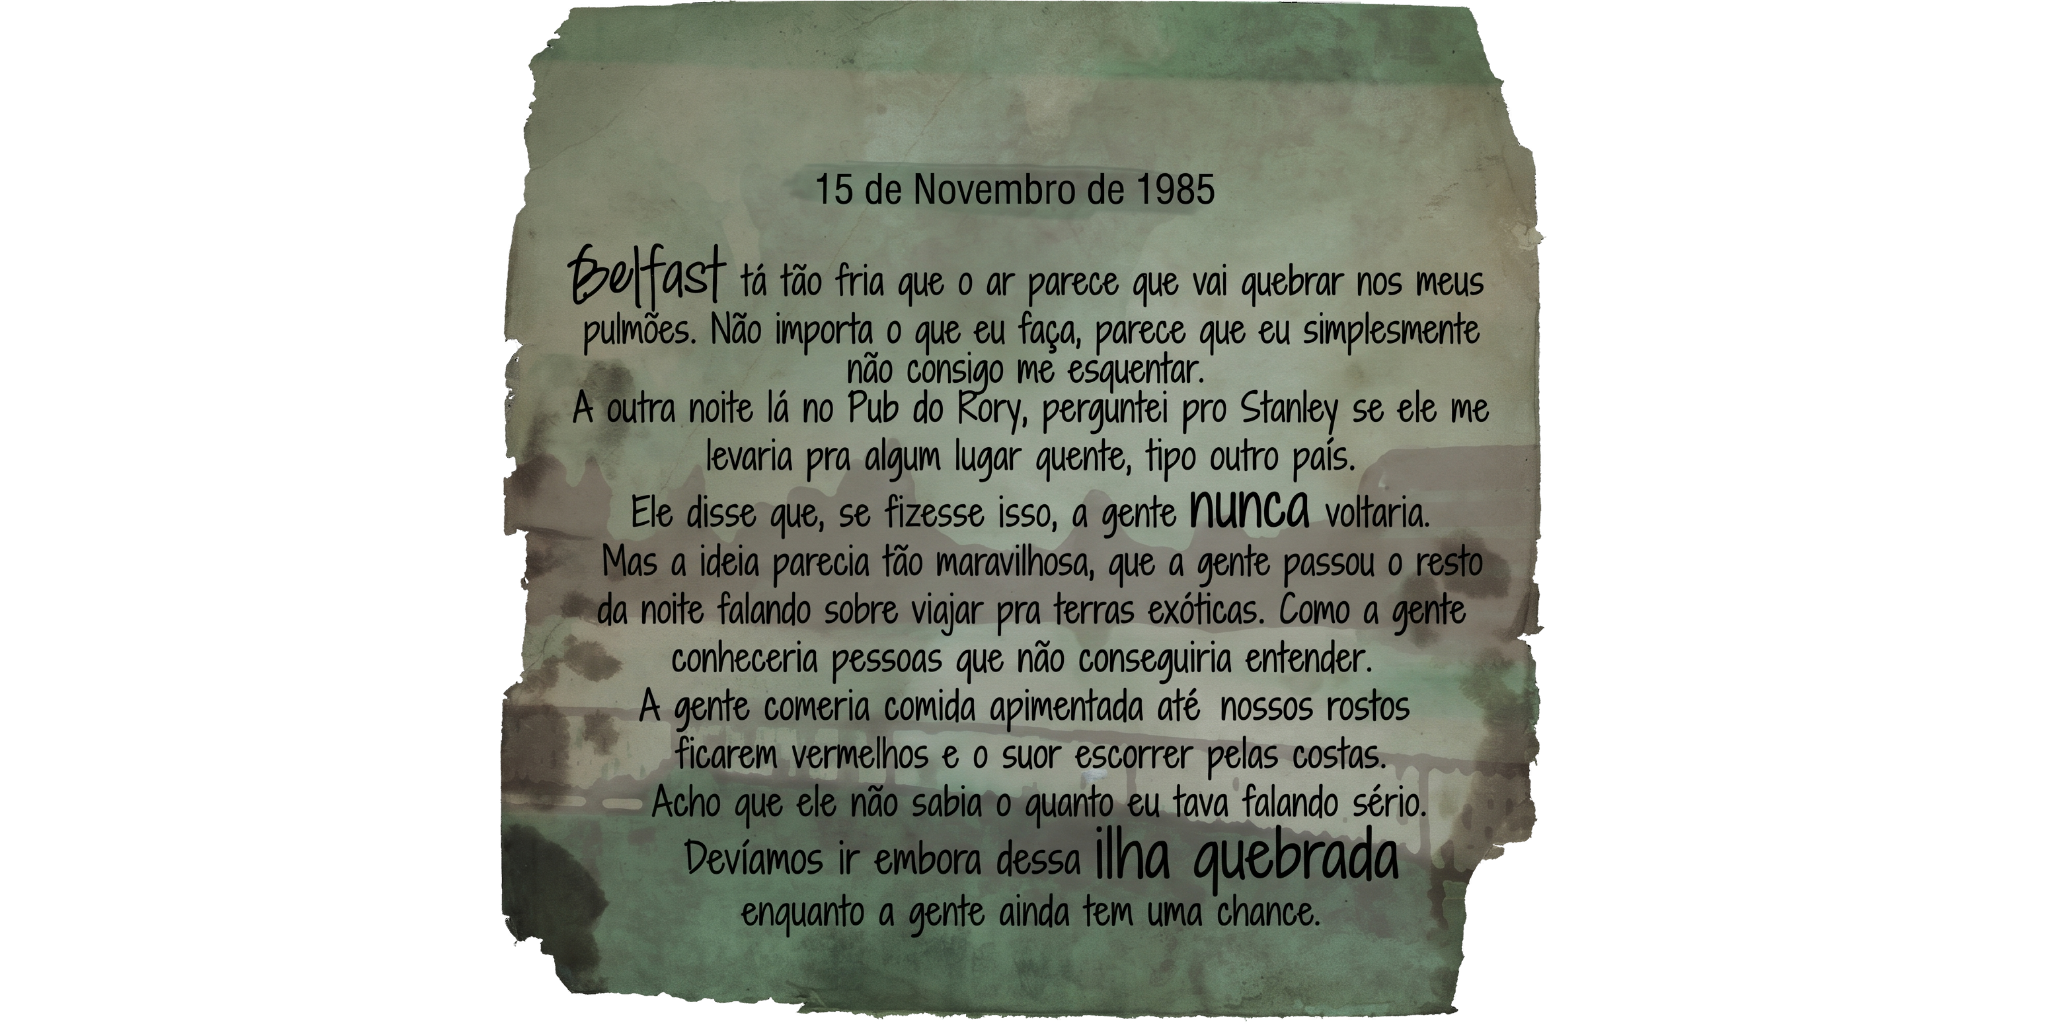 15 de Novembro de 1985
Belfast tá tão fria que o ar parece que vai quebrar nos meus
pulmões. Não importa o que eu faça, parece que eu simplesmente
não consigo me esquentar.
A outra noite lá no Pub do Rory, perguntei pro Stanley se ele me
levaria pra algum lugar quente, tipo outro país.
Ele disse que, se fizesse isso, a gente nunca voltaria.
Mas a ideia parecia tão maravilhosa, que a gente passou o resto
da noite falando sobre viajar pra terras exóticas. Como a gente
conheceria pessoas que não conseguiria entender.
A gente comeria comida apimentada até nossos rostos
ficarem vermelhos e o suor escorrer pelas costas.
Acho que ele não sabia o quanto eu tava falando sério.
Devíamos ir embora dessa ilha quebrada
enquanto a gente ainda tem uma chance.